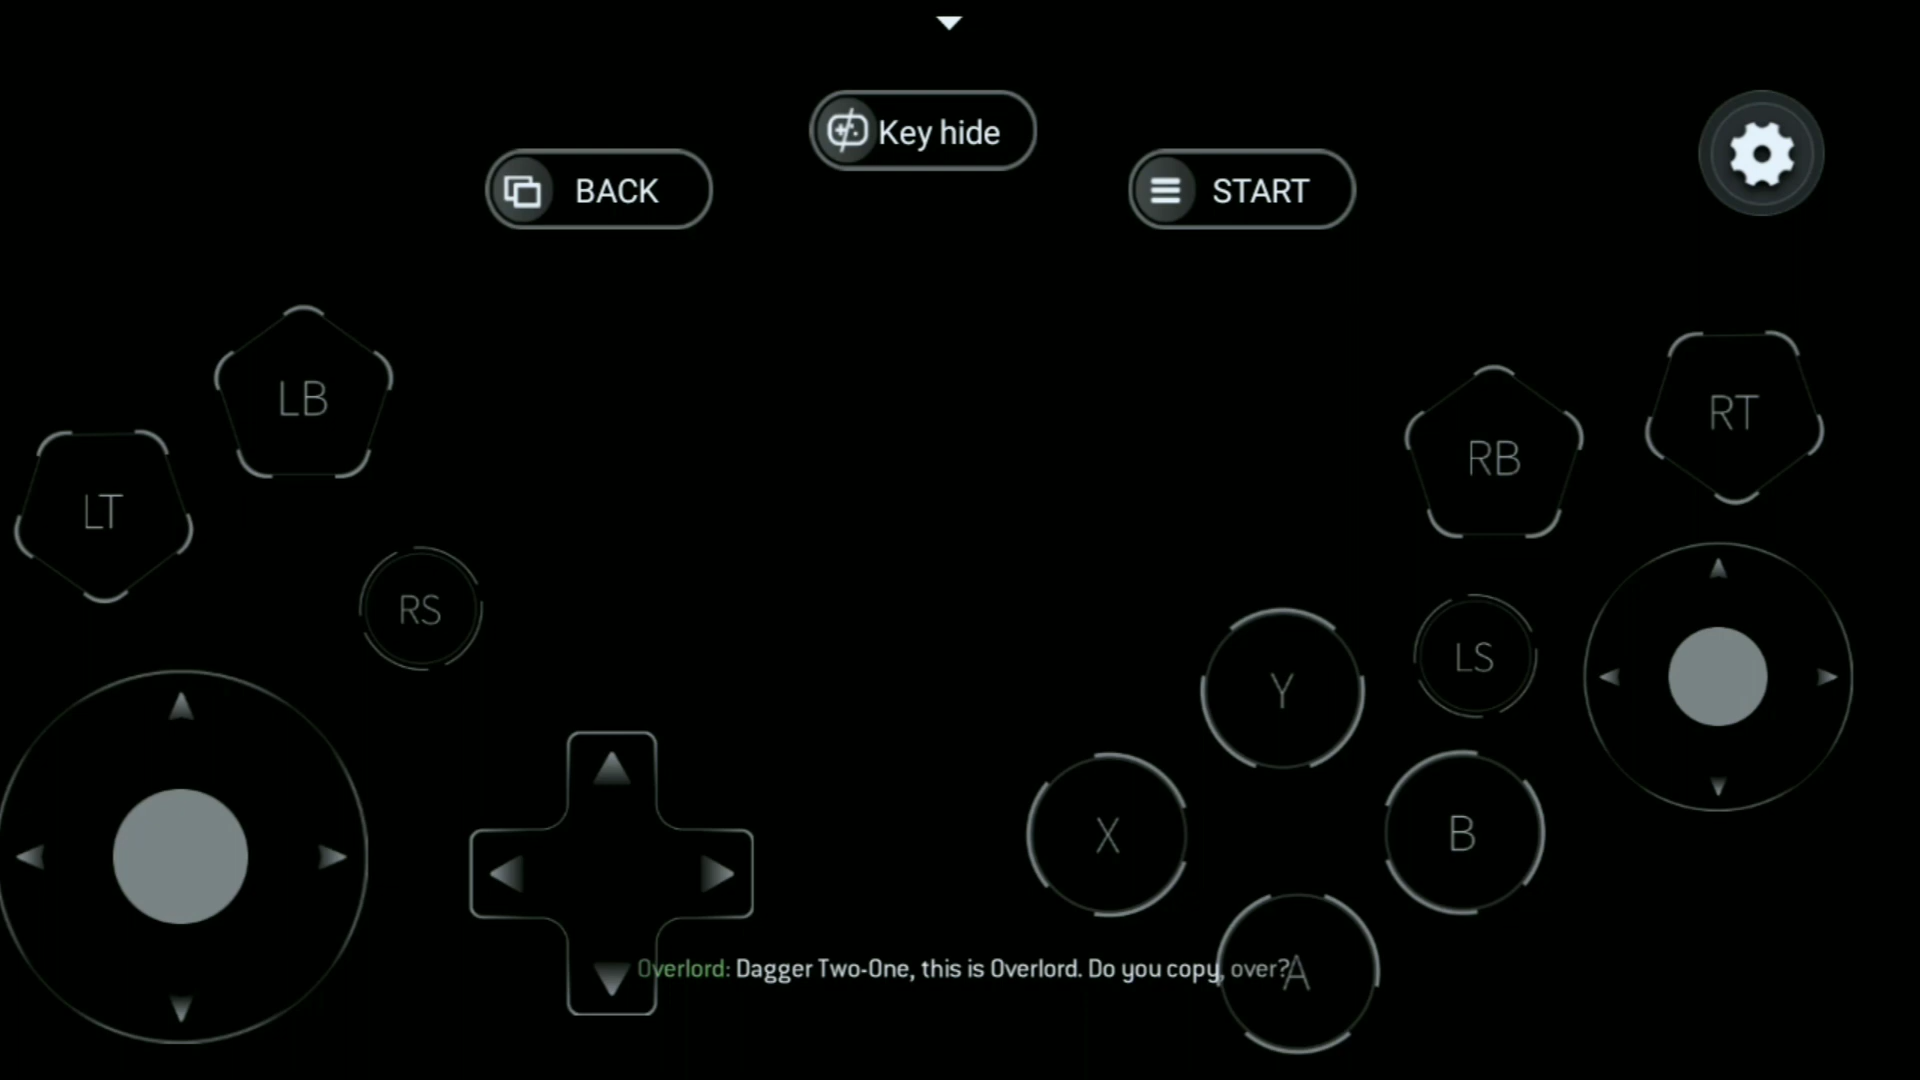 Key hide
BACK
START
LB
RT
RB
LT
RS
LS
Y
X
B
A
Overlord: Dagger Two-One, this is Overlord. Do you copy, over?